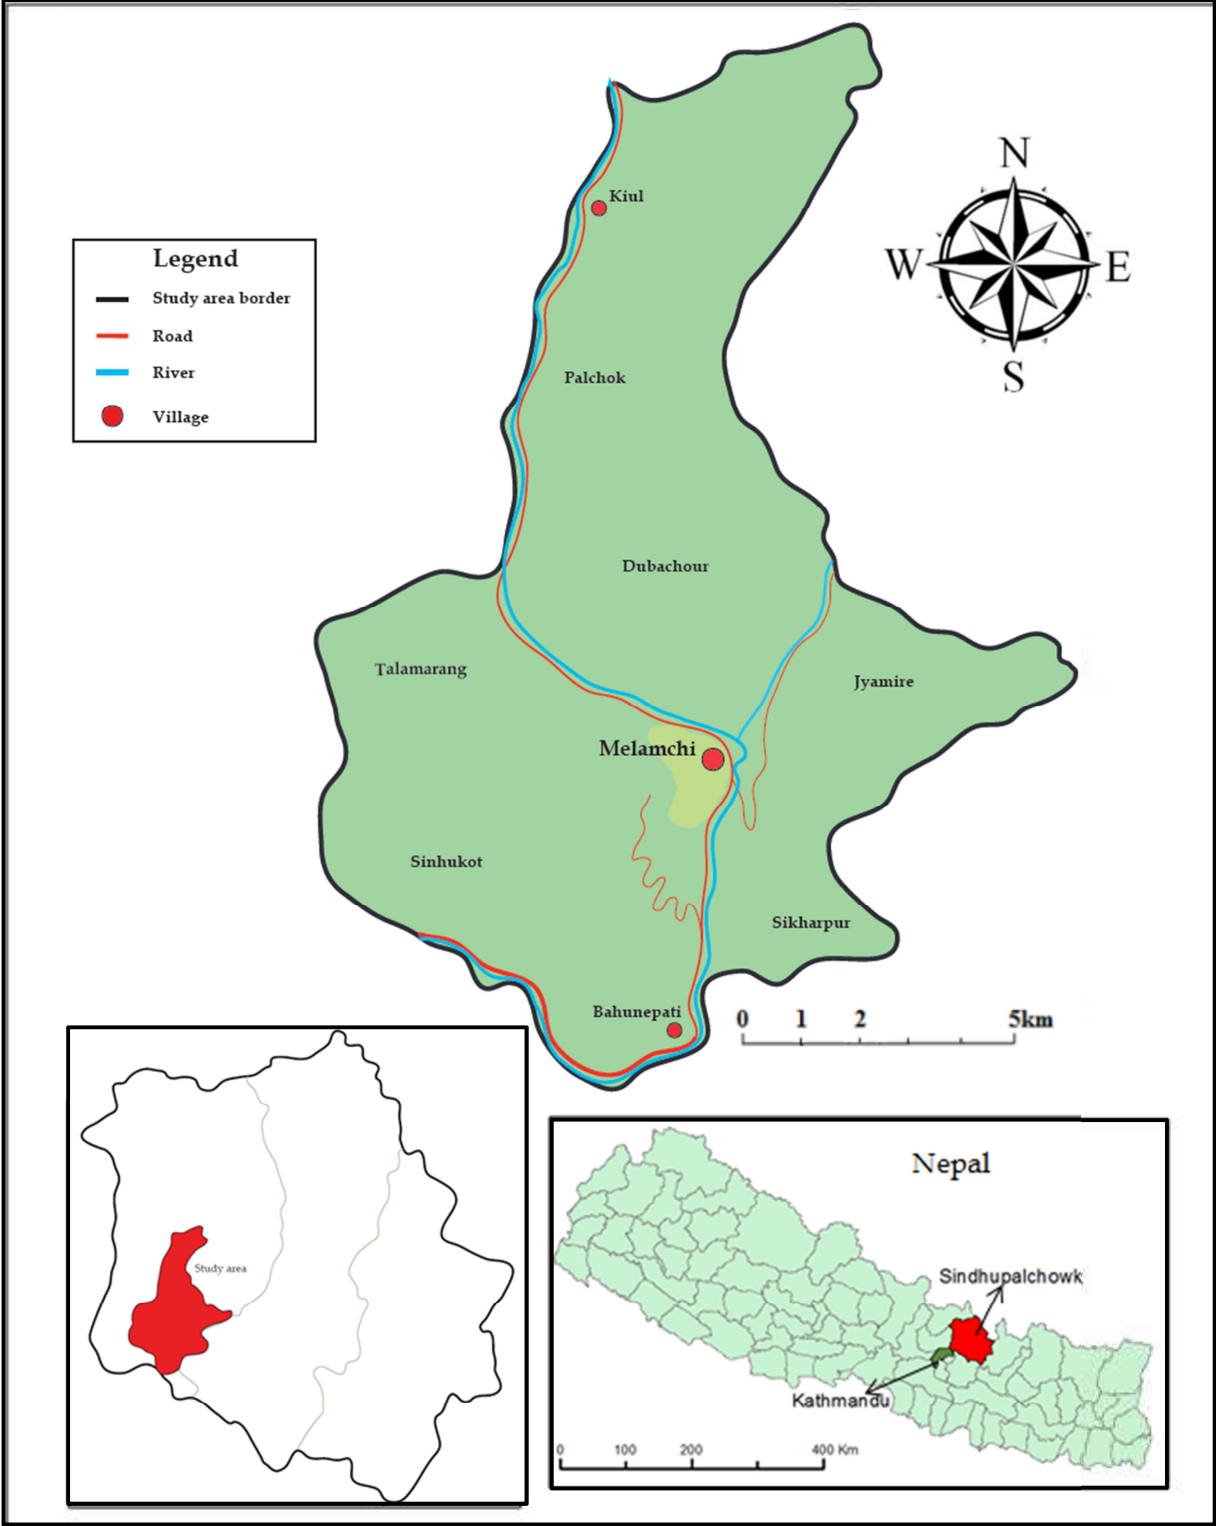 Kiul
N
W
E
S
Legend
Study area border
Road
River
Village
Palchok
Dubachour
Talamarang
Jyamire
Melamchi
Sinhukot
Sikharpur
Bahunepati
0 1 2 5km
Study area
Nepal
Sindhupalchowk
Kathmandu
0 100 200 400 Km